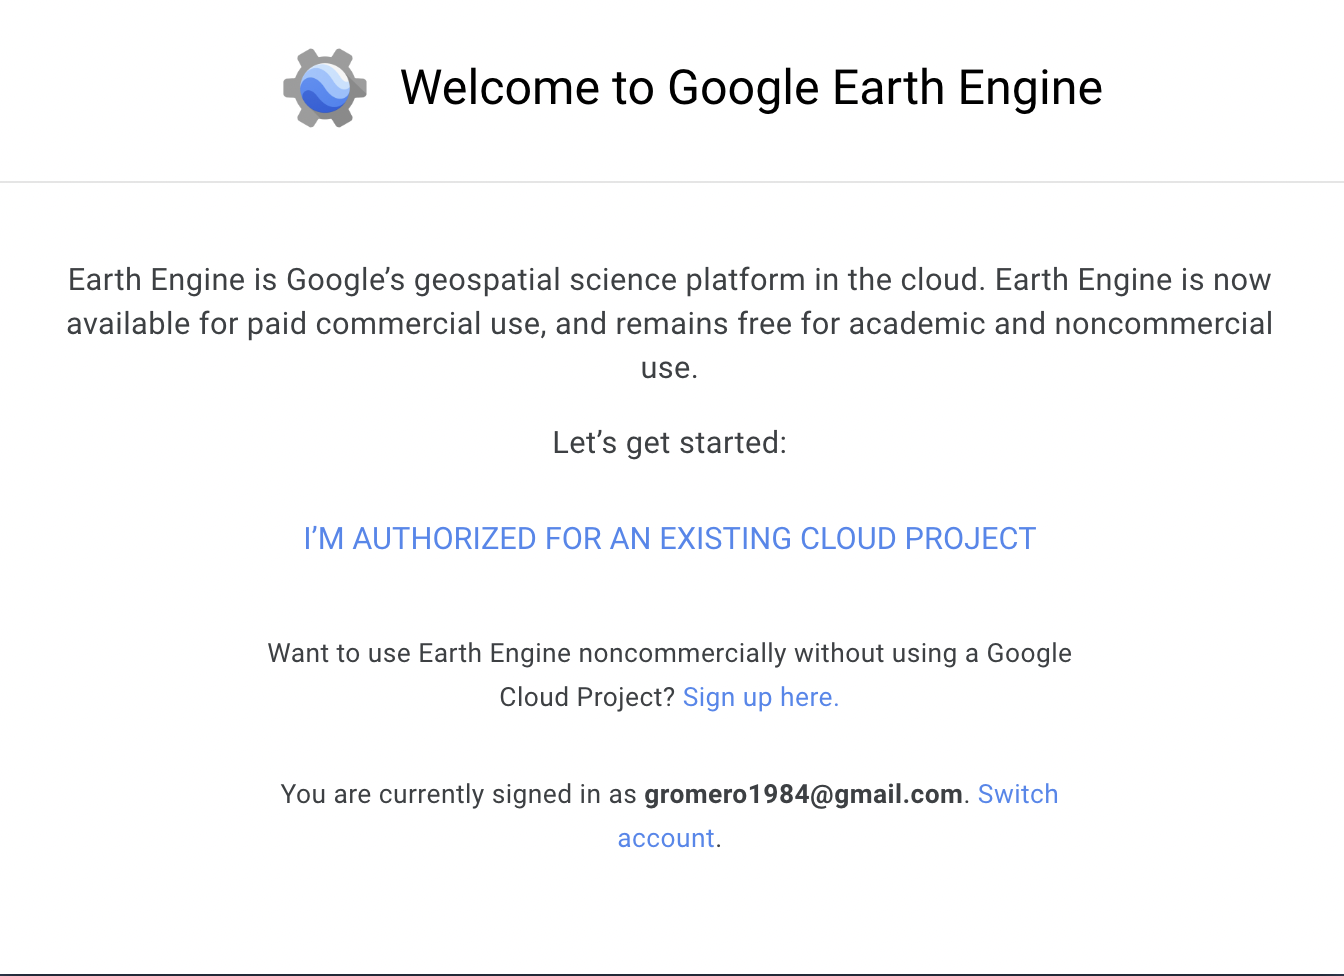 Welcome to Google Earth Engine
Earth Engine is Google’s geospatial science platform in the cloud. Earth Engine is now
available for paid commercial use, and remains free for academic and noncommercial
use.
Let’s get started:
I’M AUTHORIZED FOR AN EXISTING CLOUD PROJECT
Want to use Earth Engine noncommercially without using a Google
Cloud Project? Sign up here.
You are currently signed in as gromero1984@gmail.com. Switch
account.